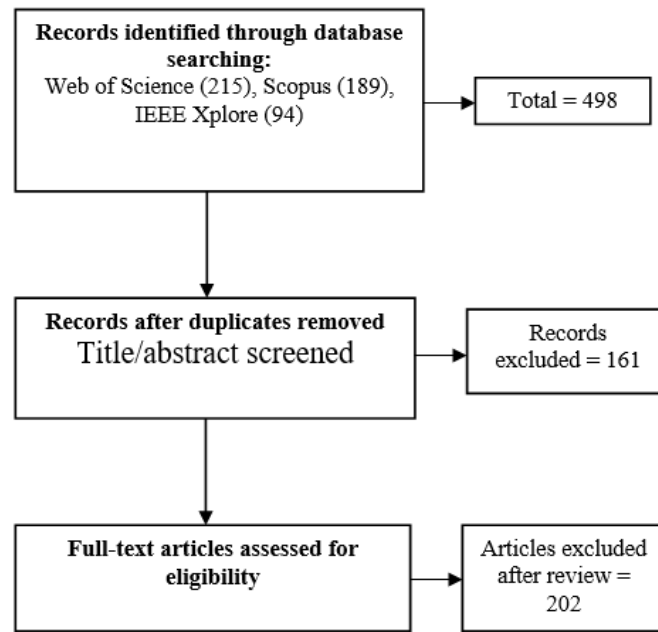 Records identified through database
searching:
Web of Science (215), Scopus (189),
IEEE Xplore (94)
Total = 498
Records after duplicates removed
Title/abstract screened
Records
excluded = 161
Full-text articles assessed for
eligibility
Articles excluded
after review =
202